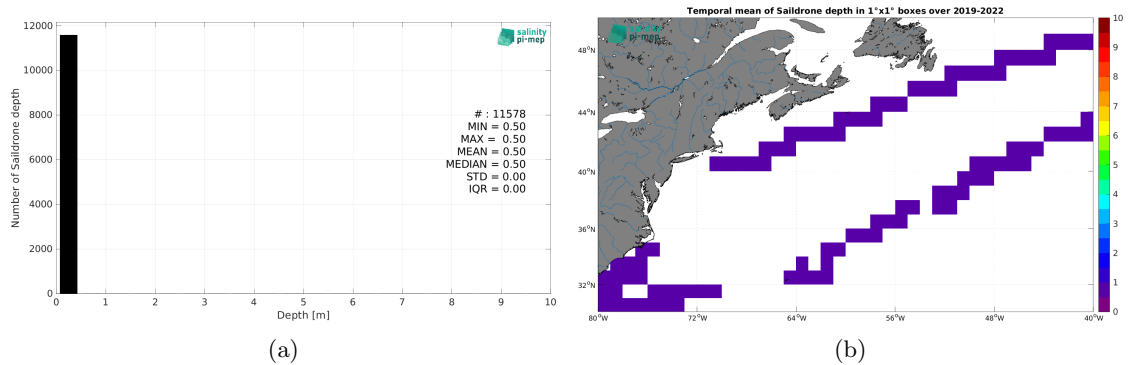 12000
10000
8000
6000
4000
2000
0
Number of Saildrone depth
salinity
pi-mep
# : 11578
MIN = 0.50
MAX = 0.50
MEAN = 0.50
MEDIAN = 0.50
STD = 0.00
IQR = 0.00
0 1 2 3 4 5 6 7 8 9 10
Depth [m]
(a)
Temporal mean of Saildrone depth in 1°x1° boxes over 2019-2022
salinity
pi-mep
48°N
44°N
40°N
36°N
32°N
80°W 72°W 64°W 56°W 48°W 40°W
10
9
8
7
6
5
4
3
2
1
0
(b)